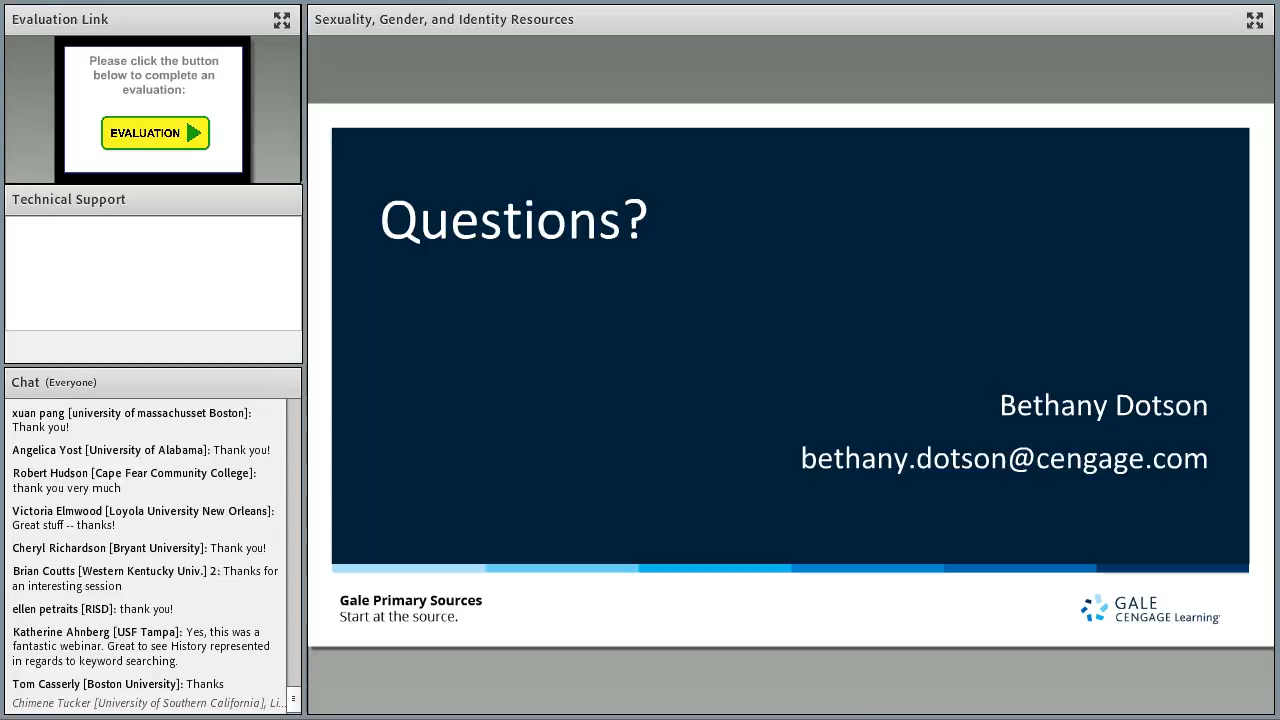 Evaluation Link
Please click the button
below to complete an
evaluation:
EVALUATION
Technical Support
Chat (Everyone)
xuan pang [university of massachusset Boston]:
Thank you!
Angelica Yost [University of Alabama]: Thank you!
Robert Hudson [Cape Fear Community College]:
thank you very much
Victoria Elmwood [Loyola University New Orleans]:
Great stuff -- thanks!
Cheryl Richardson [Bryant University]: Thank you!
Brian Coutts [Western Kentucky Univ.] 2: Thanks for
an interesting session
ellen petraits [RISD]: thank you!
Katherine Ahnberg [USF Tampa]: Yes, this was a
fantastic webinar. Great to see History represented
in regards to keyword searching.
Tom Casserly [Boston University]: Thanks
Chimene Tucker [University of Southern California], Li...
Sexuality, Gender, and Identity Resources
Questions?
Bethany Dotson
bethany.dotson@cengage.com
Gale Primary Sources
Start at the source.
GALE
CENGAGE Learning